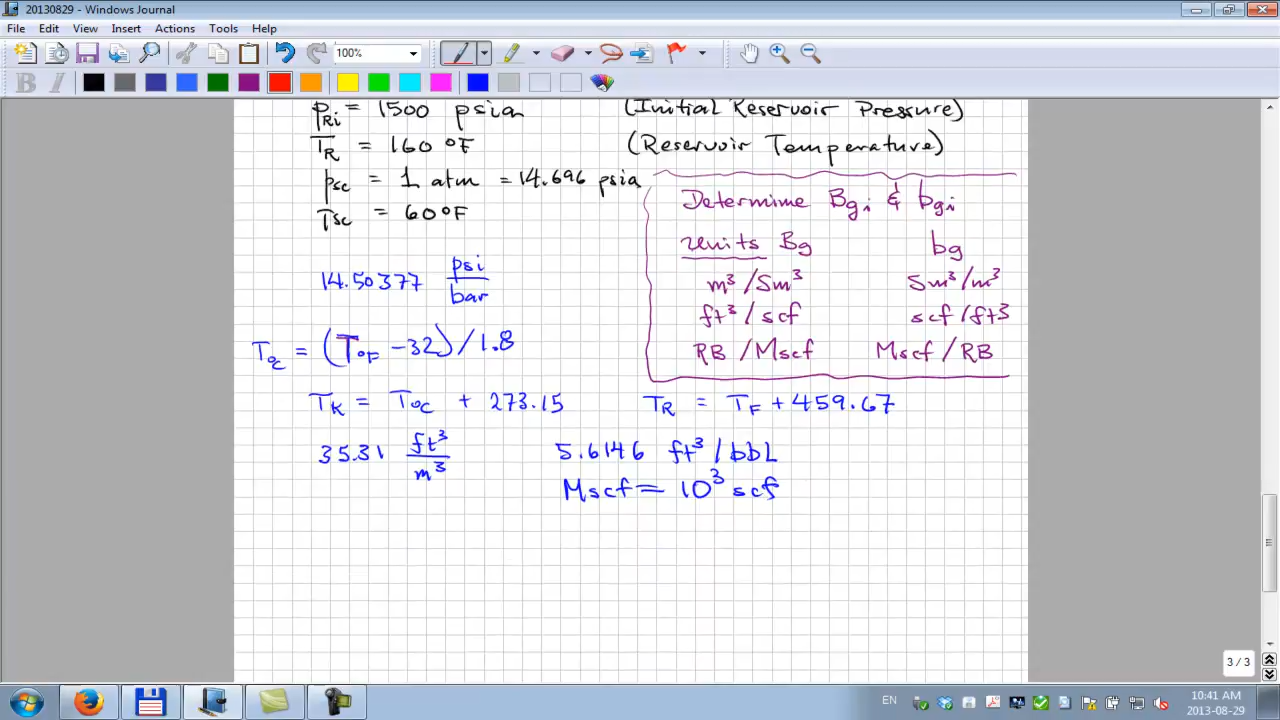 20130829 - Windows Journal
File Edit View Insert Actions Tools Help
100%
B I U
pRi = 1500 psia (Initial Reservoir Pressure)
TR = 160 °F (Reservoir Temperature)
psc = 1 atm = 14.696 psia
Tsc = 60°F
Determine Bgi & bgi
Units Bg bg
m³/Sm³ Sm³/m³
ft³/scf scf/ft³
RB/Mscf Mscf/RB
14.50377 psi/bar
T°C = (T°F - 32)/1.8
TK = T°C + 273.15 TR = TF + 459.67
35.31 ft³/m³ 5.6146 ft³/bbL
Mscf = 10³ scf
3 / 3
EN
10:41 AM
2013-08-29